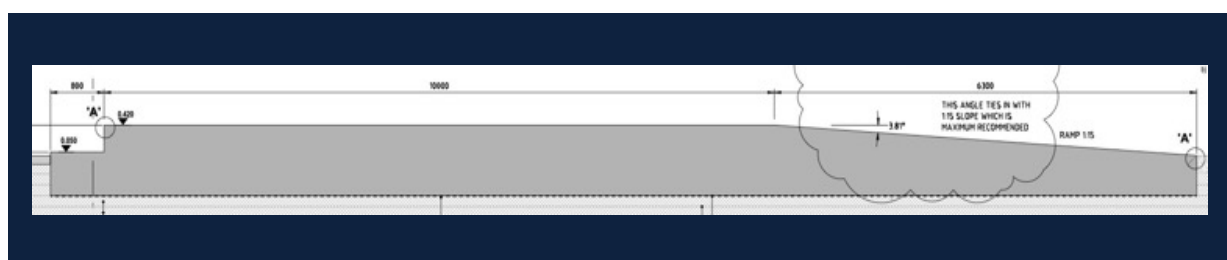 800
10000
6300
'A'
0.420
0.050
3.81°
THIS ANGLE TIES IN WITH
1:15 SLOPE WHICH IS
MAXIMUM RECOMMENDED
RAMP 1:15
'A'